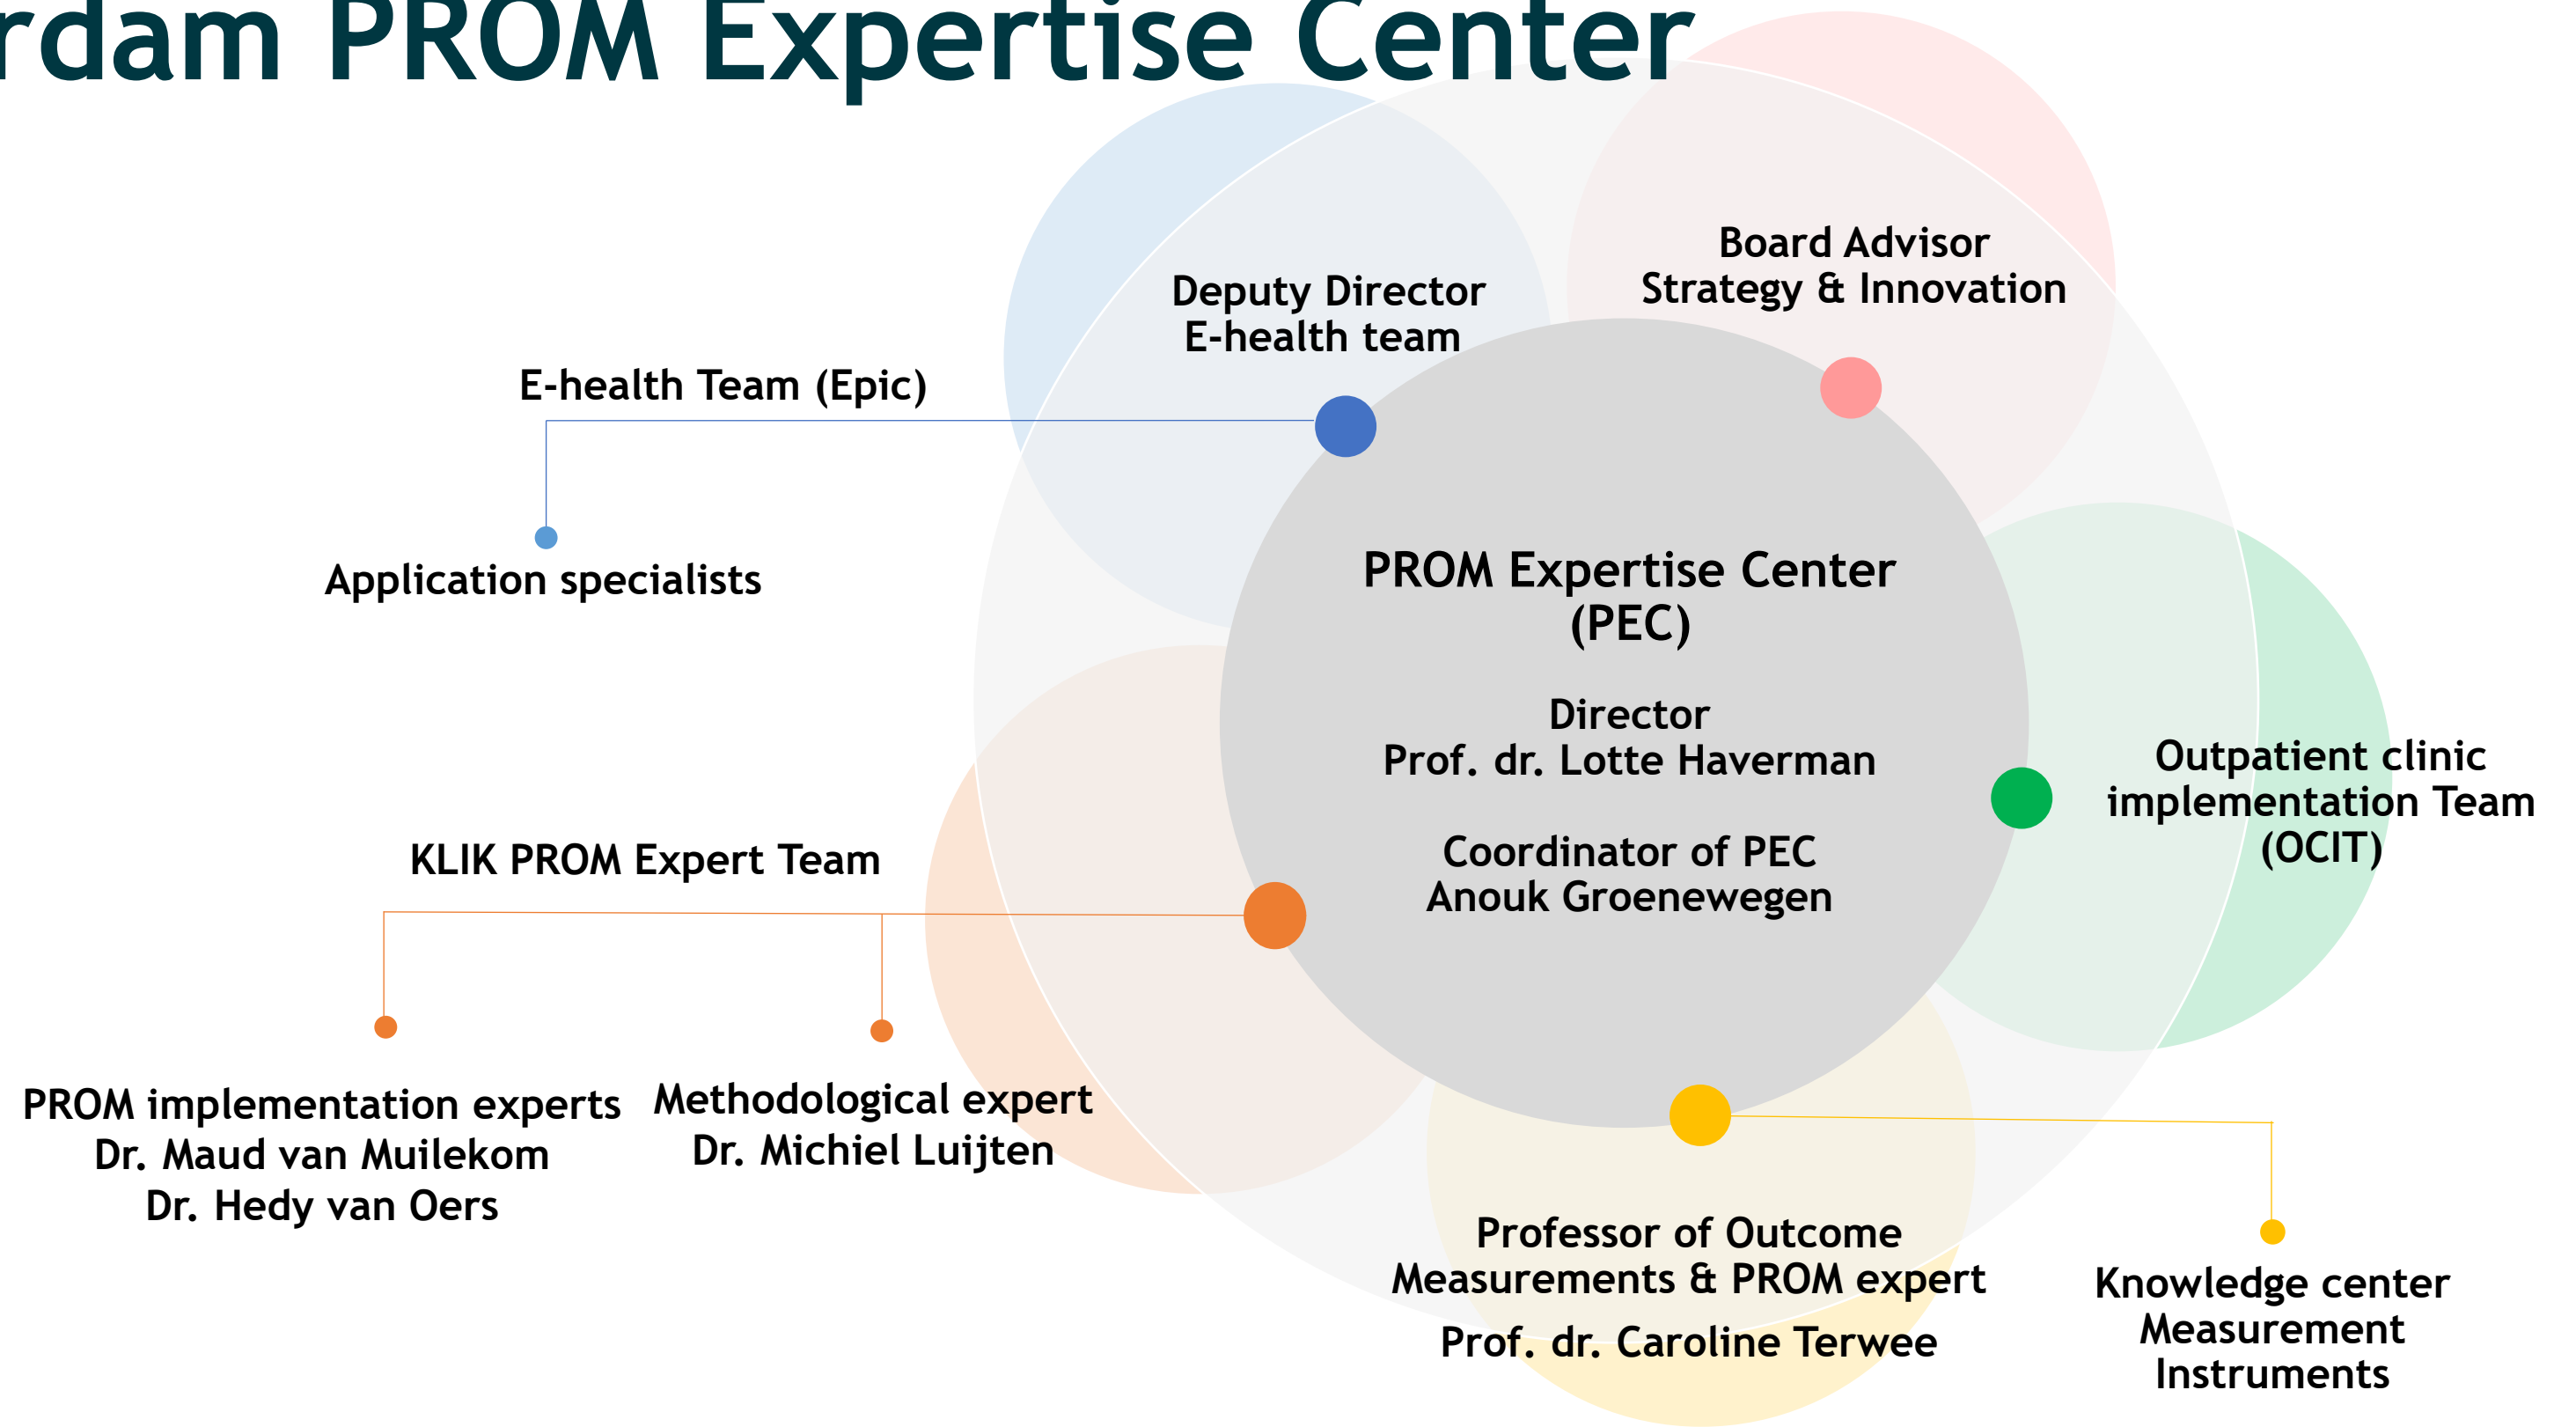 rdam PROM Expertise Center
Board Advisor
Strategy & Innovation
Deputy Director
E-health team
E-health Team (Epic)
Application specialists
PROM Expertise Center
(PEC)
Director
Prof. dr. Lotte Haverman
Coordinator of PEC
Anouk Groenewegen
Outpatient clinic
implementation Team
(OCIT)
KLIK PROM Expert Team
PROM implementation experts
Dr. Maud van Muilekom
Dr. Hedy van Oers
Methodological expert
Dr. Michiel Luijten
Professor of Outcome
Measurements & PROM expert
Prof. dr. Caroline Terwee
Knowledge center
Measurement
Instruments